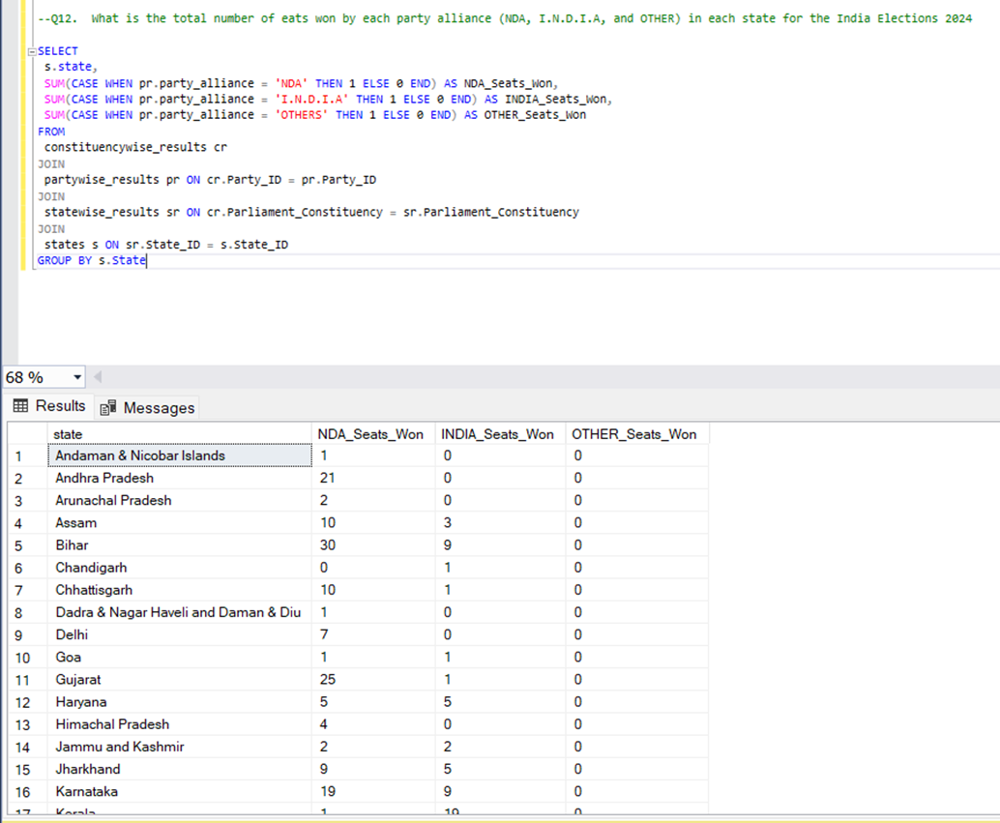 --Q12.  What is the total number of eats won by each party alliance (NDA, I.N.D.I.A, and OTHER) in each state for the India Elections 2024
SELECT
s.state,
SUM(CASE WHEN pr.party_alliance = 'NDA' THEN 1 ELSE 0 END) AS NDA_Seats_Won,
SUM(CASE WHEN pr.party_alliance = 'I.N.D.I.A' THEN 1 ELSE 0 END) AS INDIA_Seats_Won,
SUM(CASE WHEN pr.party_alliance = 'OTHERS' THEN 1 ELSE 0 END) AS OTHER_Seats_Won
FROM
constituencywise_results cr
JOIN
partywise_results pr ON cr.Party_ID = pr.Party_ID
JOIN
statewise_results sr ON cr.Parliament_Constituency = sr.Parliament_Constituency
JOIN
states s ON sr.State_ID = s.State_ID
GROUP BY s.State
68 %
Results Messages
state NDA_Seats_Won INDIA_Seats_Won OTHER_Seats_Won
1 Andaman & Nicobar Islands 1 0 0
2 Andhra Pradesh 21 0 0
3 Arunachal Pradesh 2 0 0
4 Assam 10 3 0
5 Bihar 30 9 0
6 Chandigarh 0 1 0
7 Chhattisgarh 10 1 0
8 Dadra & Nagar Haveli and Daman & Diu 1 0 0
9 Delhi 7 0 0
10 Goa 1 1 0
11 Gujarat 25 1 0
12 Haryana 5 5 0
13 Himachal Pradesh 4 0 0
14 Jammu and Kashmir 2 2 0
15 Jharkhand 9 5 0
16 Karnataka 19 9 0
17 Kerala 1 19 0